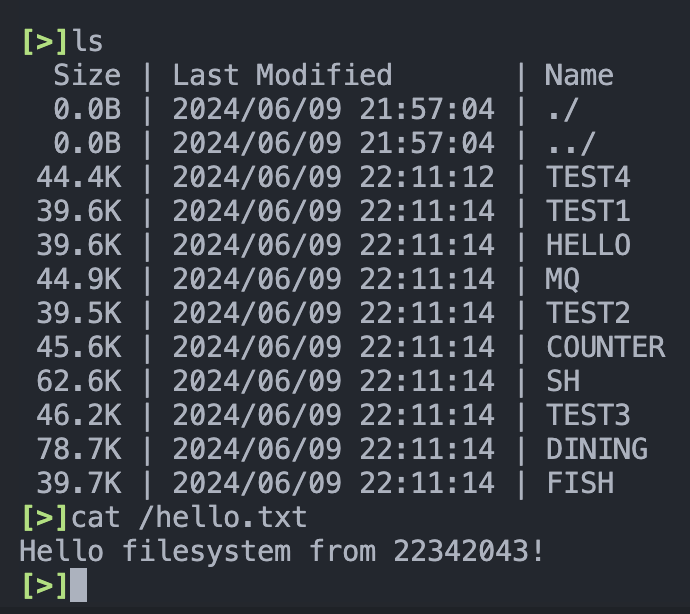 [>]ls
  Size | Last Modified       | Name
  0.0B | 2024/06/09 21:57:04 | ./
  0.0B | 2024/06/09 21:57:04 | ../
 44.4K | 2024/06/09 22:11:12 | TEST4
 39.6K | 2024/06/09 22:11:14 | TEST1
 39.6K | 2024/06/09 22:11:14 | HELLO
 44.9K | 2024/06/09 22:11:14 | MQ
 39.5K | 2024/06/09 22:11:14 | TEST2
 45.6K | 2024/06/09 22:11:14 | COUNTER
 62.6K | 2024/06/09 22:11:14 | SH
 46.2K | 2024/06/09 22:11:14 | TEST3
 78.7K | 2024/06/09 22:11:14 | DINING
 39.7K | 2024/06/09 22:11:14 | FISH
[>]cat /hello.txt
Hello filesystem from 22342043!
[>]